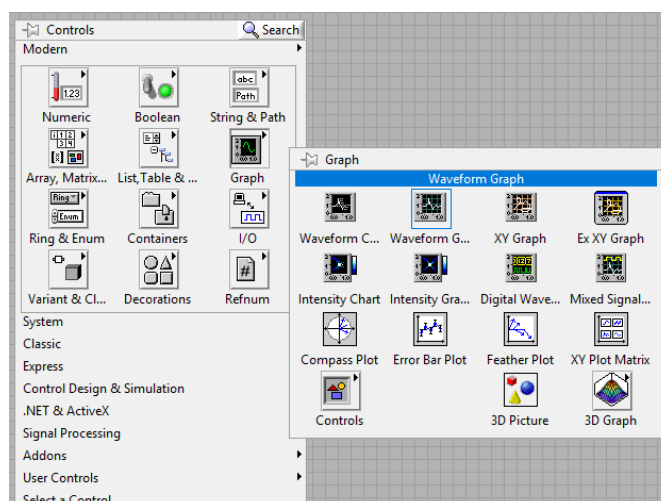 Controls
Search
Modern
Numeric
Boolean
String & Path
Array, Matrix...
List, Table & ...
Graph
Ring & Enum
Containers
I/O
Variant & Cl...
Decorations
Refnum
System
Classic
Express
Control Design & Simulation
.NET & ActiveX
Signal Processing
Addons
User Controls
Select a Control
Graph
Waveform Graph
Waveform C...
Waveform G...
XY Graph
Ex XY Graph
Intensity Chart
Intensity Gra...
Digital Wave...
Mixed Signal...
Compass Plot
Error Bar Plot
Feather Plot
XY Plot Matrix
Controls
3D Picture
3D Graph